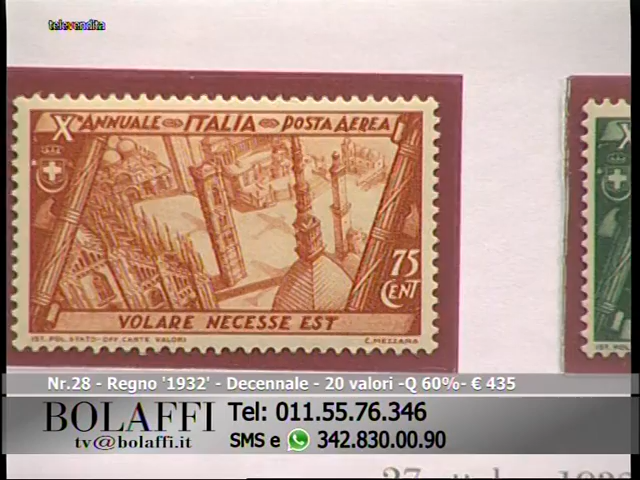 televendita
X° ANNUALE ITALIA POSTA AEREA
75 CENT
VOLARE NECESSE EST
IST. POL. STATO-OFF. CARTE VALORI C. MEZZANA
X
Nr.28 - Regno '1932' - Decennale - 20 valori -Q 60%- € 435
BOLAFFI
tv@bolaffi.it
Tel: 011.55.76.346
SMS e 342.830.00.90